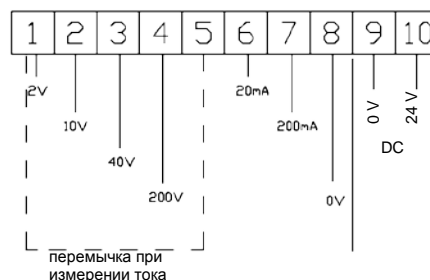 1 2 3 4 5 6 7 8 9 10
2V
20mA
0 V
24 V
10V
200mA
DC
40V
200V
0V
перемычка при
измерении тока